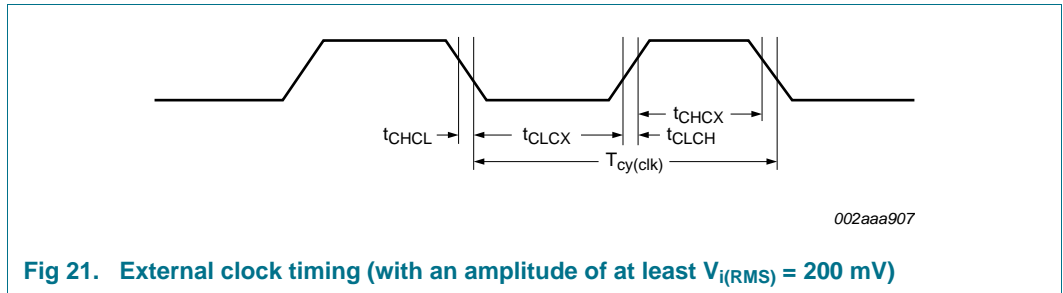 tCHCX
tCHCL tCLCX tCLCH
Tcy(clk)
002aaa907
Fig 21. External clock timing (with an amplitude of at least Vi(RMS) = 200 mV)